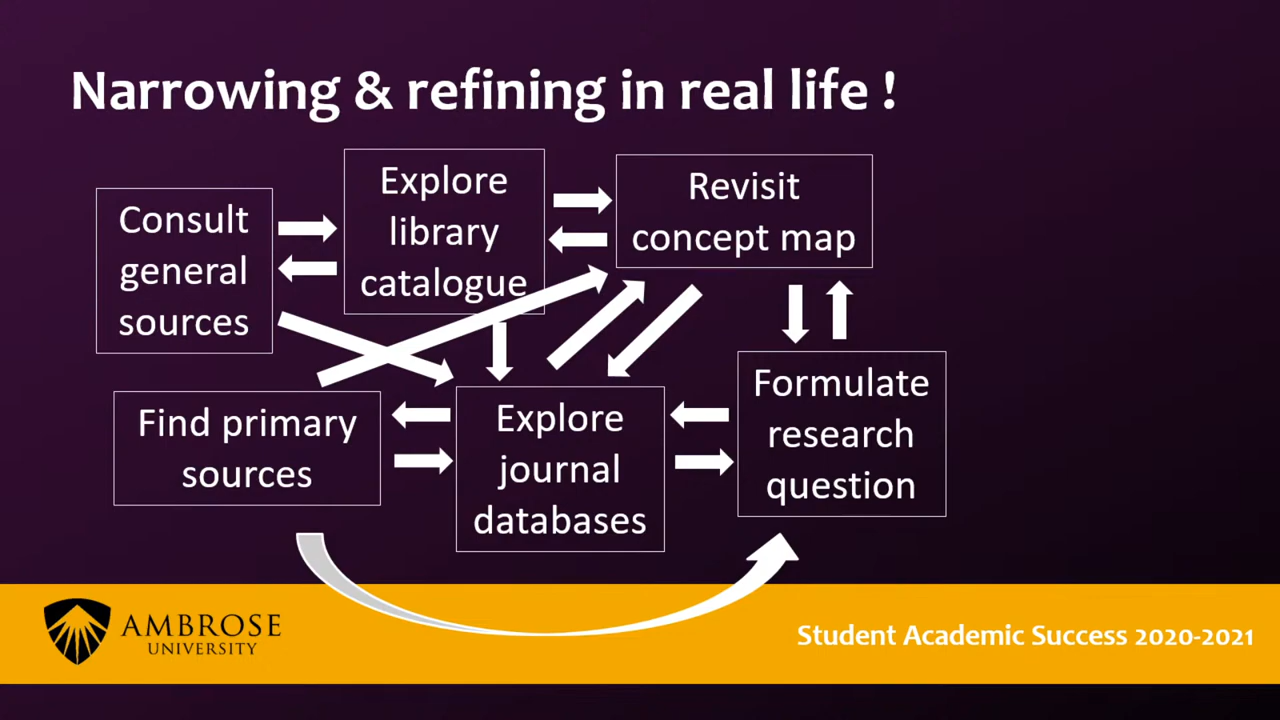 Narrowing & refining in real life !
Consult
general
sources
Explore
library
catalogue
Revisit
concept map
Find primary
sources
Explore
journal
databases
Formulate
research
question
AMBROSE
UNIVERSITY
Student Academic Success 2020-2021